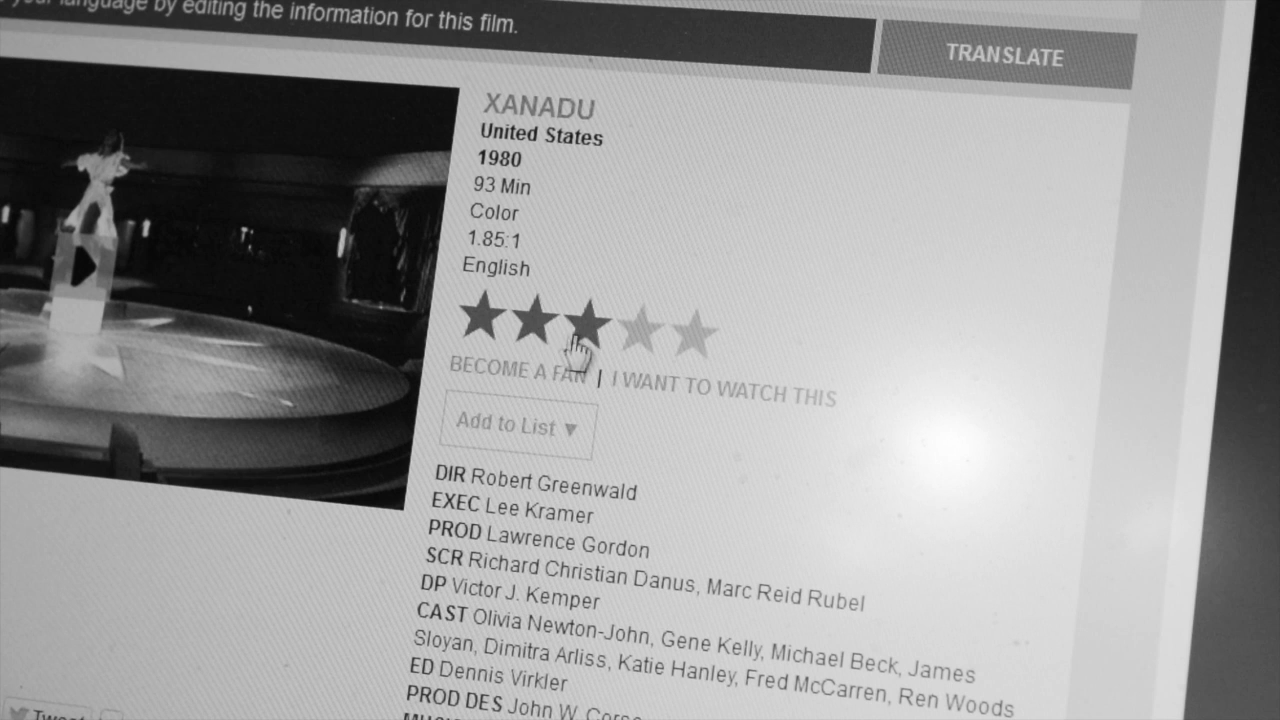 your language by editing the information for this film.
TRANSLATE
XANADU
United States
1980
93 Min
Color
1.85:1
English
BECOME A FAN | I WANT TO WATCH THIS
Add to List ▼
DIR Robert Greenwald
EXEC Lee Kramer
PROD Lawrence Gordon
SCR Richard Christian Danus, Marc Reid Rubel
DP Victor J. Kemper
CAST Olivia Newton-John, Gene Kelly, Michael Beck, James
Sloyan, Dimitra Arliss, Katie Hanley, Fred McCarren, Ren Woods
ED Dennis Virkler
PROD DES John W.
Tweet